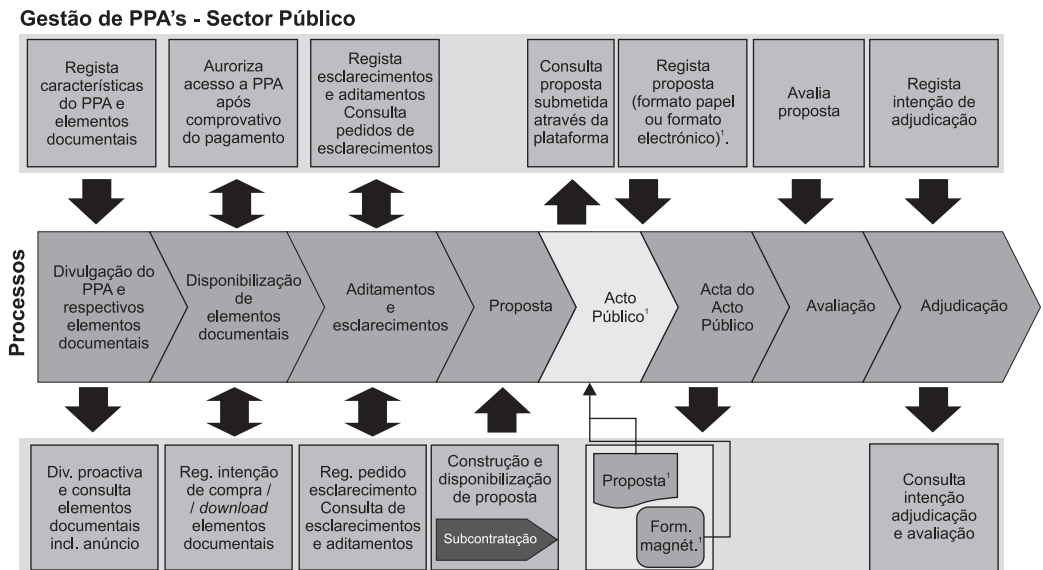 Gestão de PPA's - Sector Público
Regista
características
do PPA e
elementos
documentais
Auroriza
acesso a PPA
após
comprovativo
do pagamento
Regista
esclarecimentos
e aditamentos
Consulta
pedidos de
esclarecimentos
Consulta
proposta
submetida
através da
plataforma
Regista
proposta
(formato papel
ou formato
electrónico)¹.
Avalia
proposta
Regista
intenção de
adjudicação
Processos
Divulgação do
PPA e
respectivos
elementos
documentais
Disponibilização
de
elementos
documentais
Aditamentos
e
esclarecimentos
Proposta
Acto
Público¹
Acta do
Acto
Público
Avaliação
Adjudicação
Div. proactiva
e consulta
elementos
documentais
incl. anúncio
Reg. intenção
de compra /
/ download
elementos
documentais
Reg. pedido
esclarecimento
Consulta de
esclarecimentos
e aditamentos
Construção e
disponibilização
de proposta
Subcontratação
Proposta¹
Form.
magnét.¹
Consulta
intenção
adjudicação
e avaliação